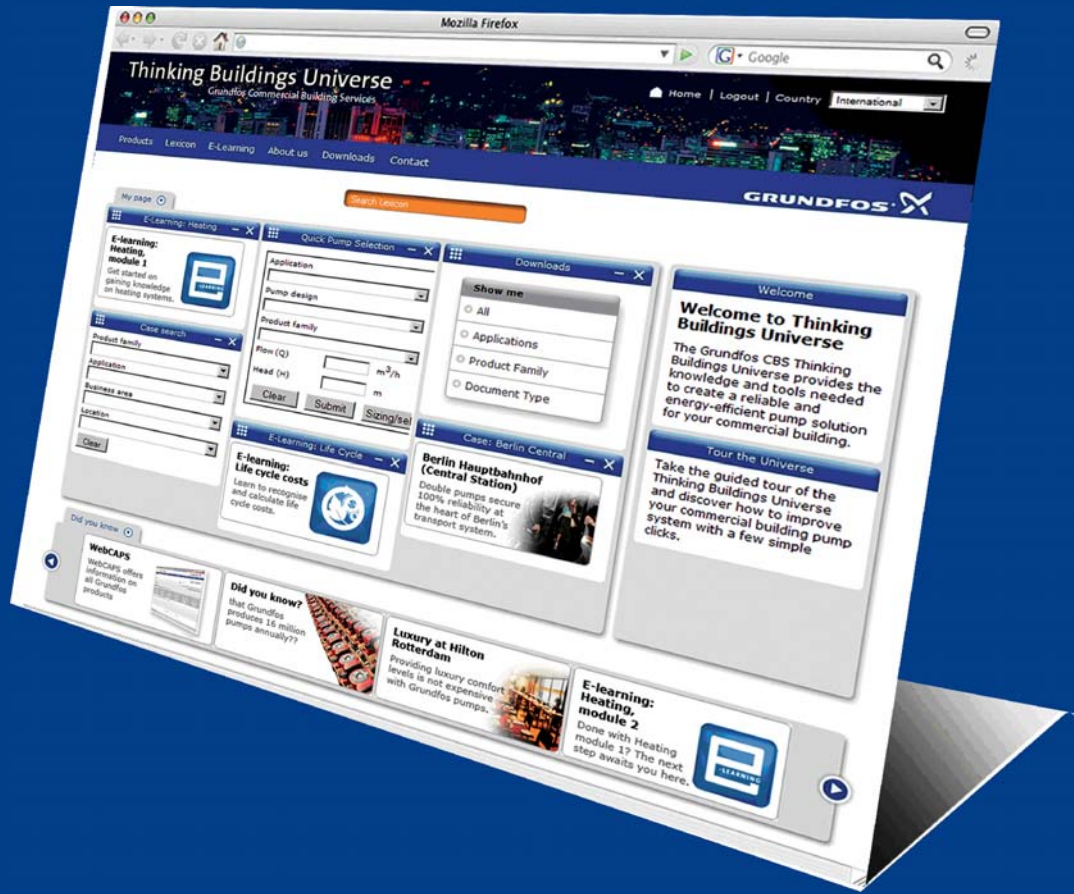 Mozilla Firefox
Google
Thinking Buildings Universe
Grundfos Commercial Building Services
Home | Logout | Country International
Products Lexicon E-Learning About us Downloads Contact
GRUNDFOS
My page
Search Lexicon
E-Learning: Heating
E-learning:
Heating,
module 1
Get started on
gaining knowledge
on heating systems.
e
-LEARNING
Case search
Product family
Application
Business area
Location
Clear
Quick Pump Selection
Application
Pump design
Product family
Flow (Q)
m³/h
Head (H)
m
Clear
Submit
Sizing/sel
E-Learning: Life Cycle
E-learning:
Life cycle costs
Learn to recognise
and calculate life
cycle costs.
Downloads
Show me
All
Applications
Product Family
Document Type
Case: Berlin Central
Berlin Hauptbahnhof
(Central Station)
Double pumps secure
100% reliability at
the heart of Berlin's
transport system.
Welcome
Welcome to Thinking
Buildings Universe
The Grundfos CBS Thinking
Buildings Universe provides the
knowledge and tools needed
to create a reliable and
energy-efficient pump solution
for your commercial building.
Tour the Universe
Take the guided tour of the
Thinking Buildings Universe
and discover how to improve
your commercial building pump
system with a few simple
clicks.
Did you know
WebCAPS
WebCAPS offers
information on
all Grundfos
products
Did you know?
that Grundfos
produces 16 million
pumps annually??
Luxury at Hilton
Rotterdam
Providing luxury comfort
levels is not expensive
with Grundfos pumps.
E-learning:
Heating,
module 2
Done with Heating
module 1? The next
step awaits you here.
e
-LEARNING